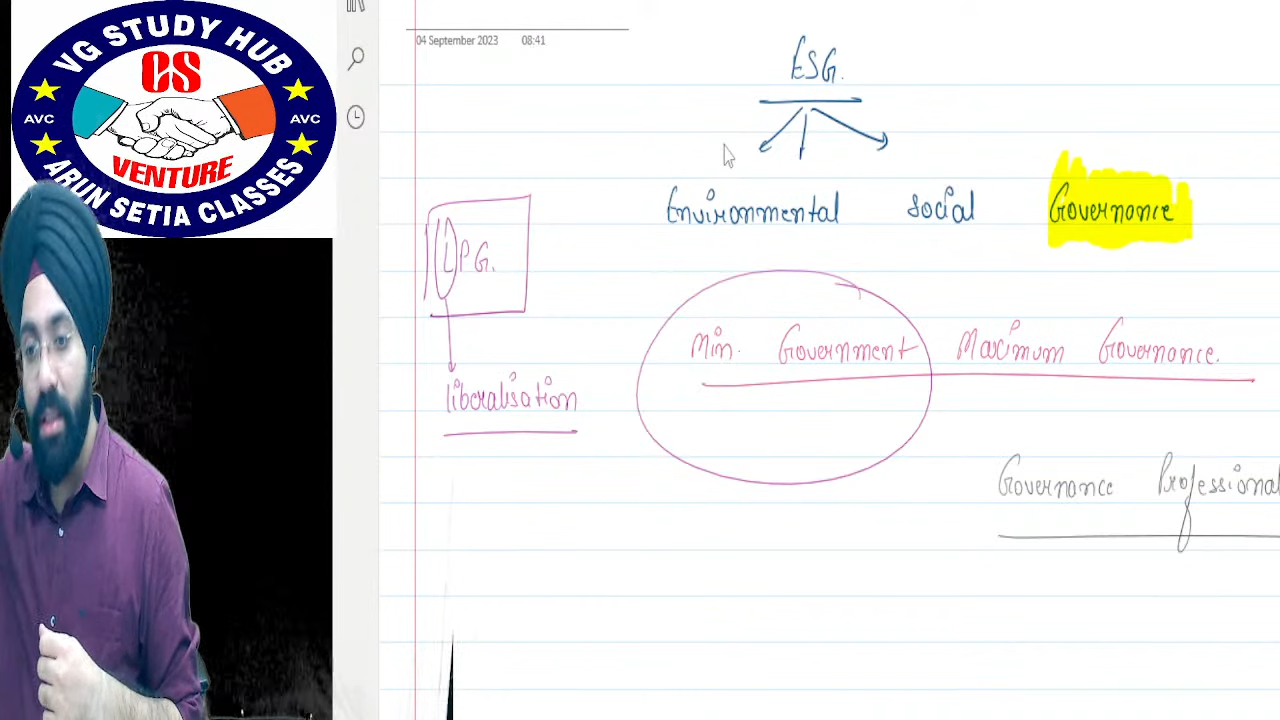 VG STUDY HUB
CS
AVC
AVC
VENTURE
ARUN SETIA CLASSES
04 September 2023 08:41
ESG.
Environmental Social Governance
LPG.
Min. Government Maximum Governance.
liberalisation
Governance Professional